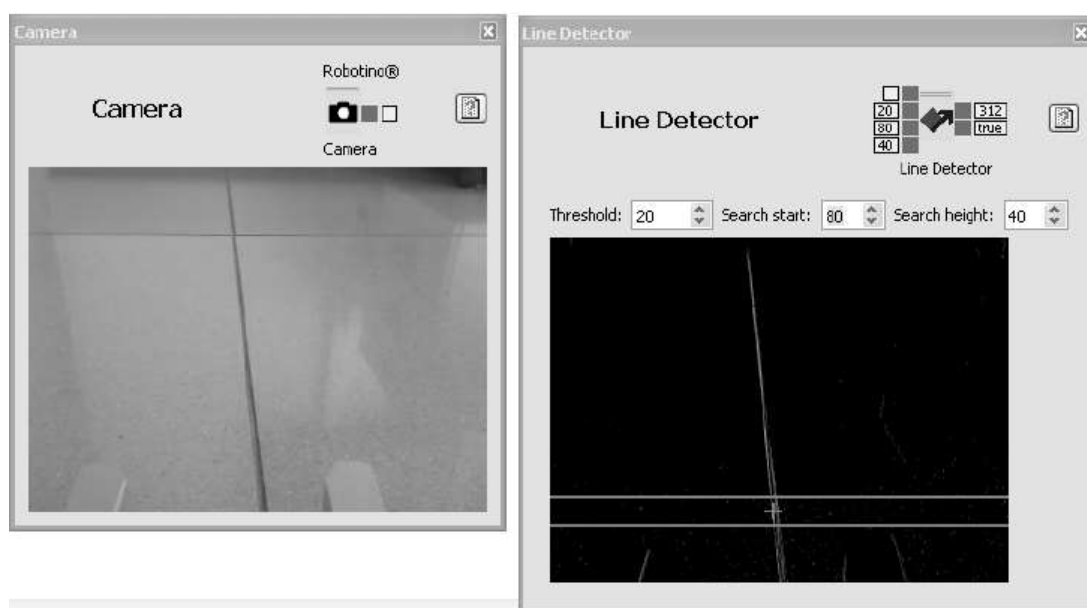 Camera
Robotino®
Camera
Camera
Line Detector
Line Detector
20
80
40
312
true
Line Detector
Threshold: 20 Search start: 80 Search height: 40